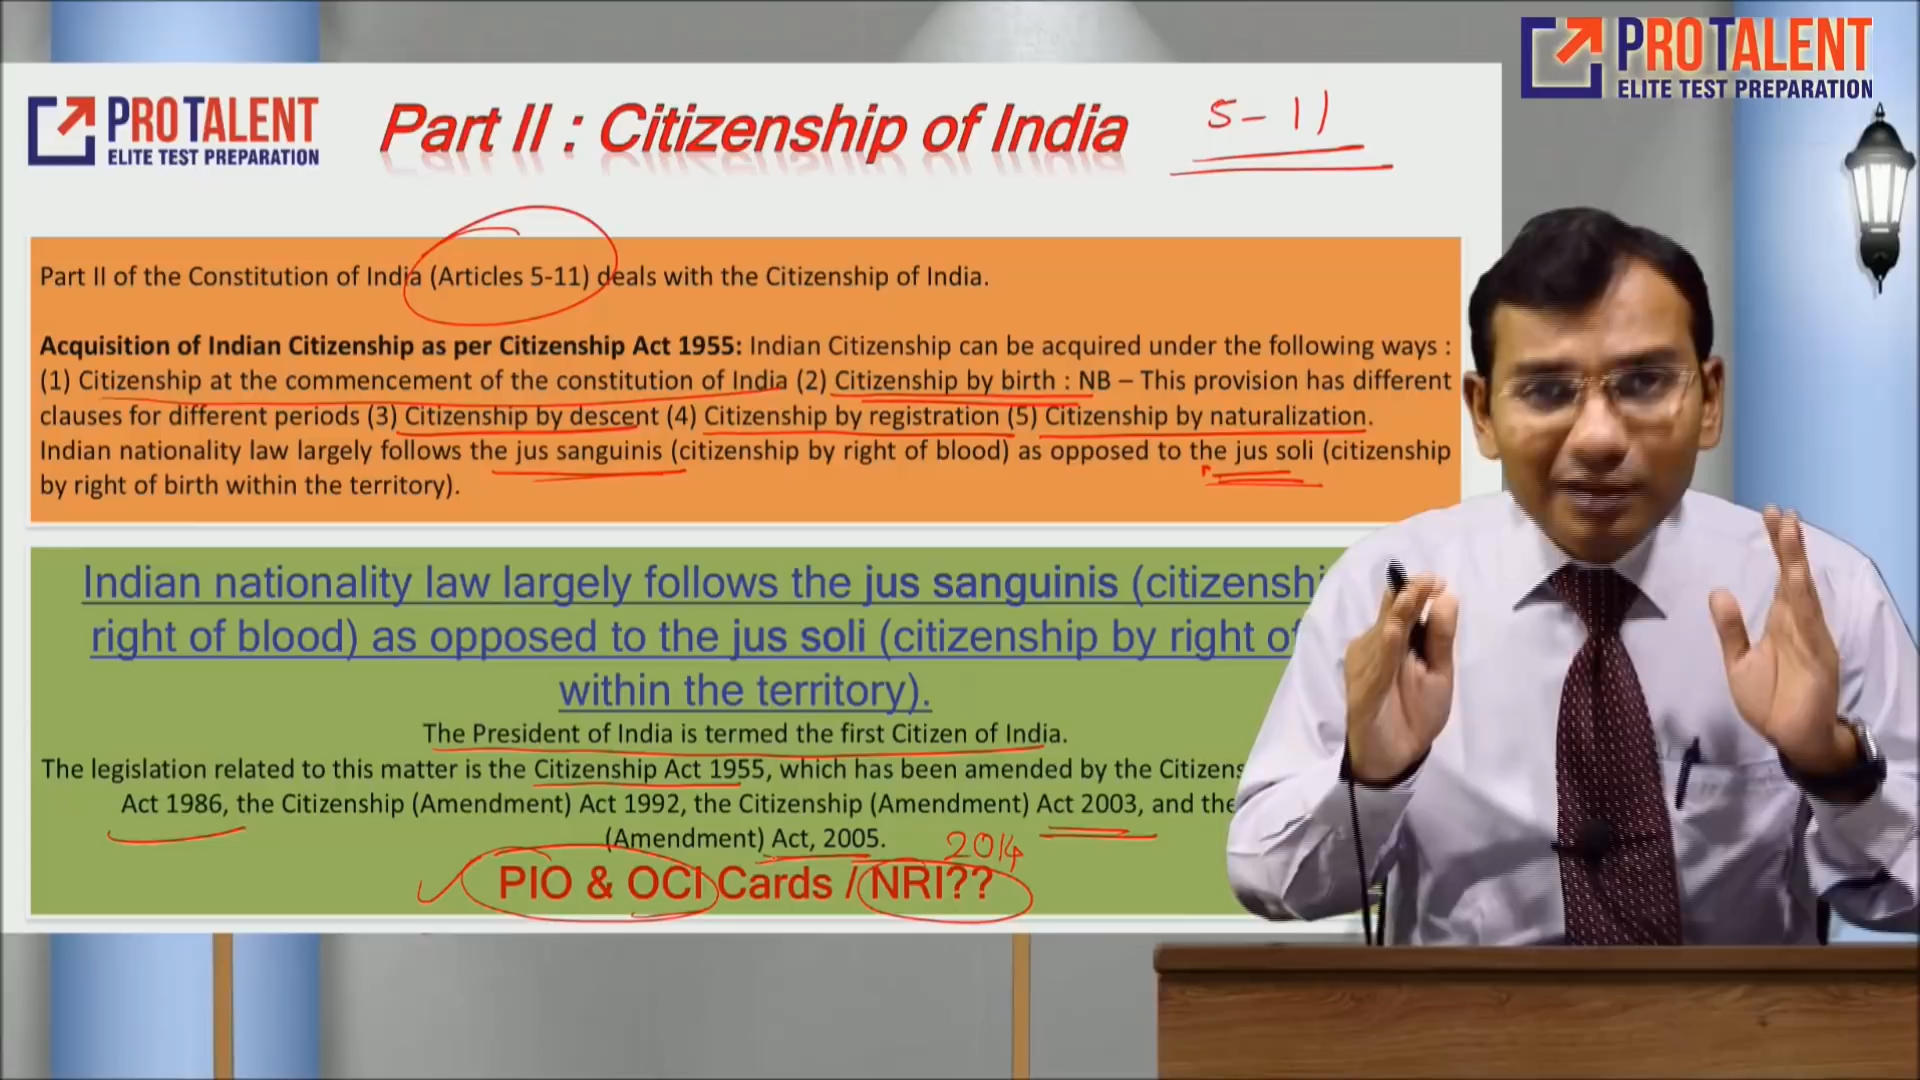 PROTALENT
ELITE TEST PREPARATION
PROTALENT
ELITE TEST PREPARATION
Part II : Citizenship of India
5-11
Part II of the Constitution of India (Articles 5-11) deals with the Citizenship of India.
Acquisition of Indian Citizenship as per Citizenship Act 1955: Indian Citizenship can be acquired under the following ways :
(1) Citizenship at the commencement of the constitution of India (2) Citizenship by birth : NB – This provision has different
clauses for different periods (3) Citizenship by descent (4) Citizenship by registration (5) Citizenship by naturalization.
Indian nationality law largely follows the jus sanguinis (citizenship by right of blood) as opposed to the jus soli (citizenship
by right of birth within the territory).
Indian nationality law largely follows the jus sanguinis (citizenshi
right of blood) as opposed to the jus soli (citizenship by right of
within the territory).
The President of India is termed the first Citizen of India.
The legislation related to this matter is the Citizenship Act 1955, which has been amended by the Citizens
Act 1986, the Citizenship (Amendment) Act 1992, the Citizenship (Amendment) Act 2003, and the
(Amendment) Act, 2005.
2014
PIO & OCI Cards / NRI??